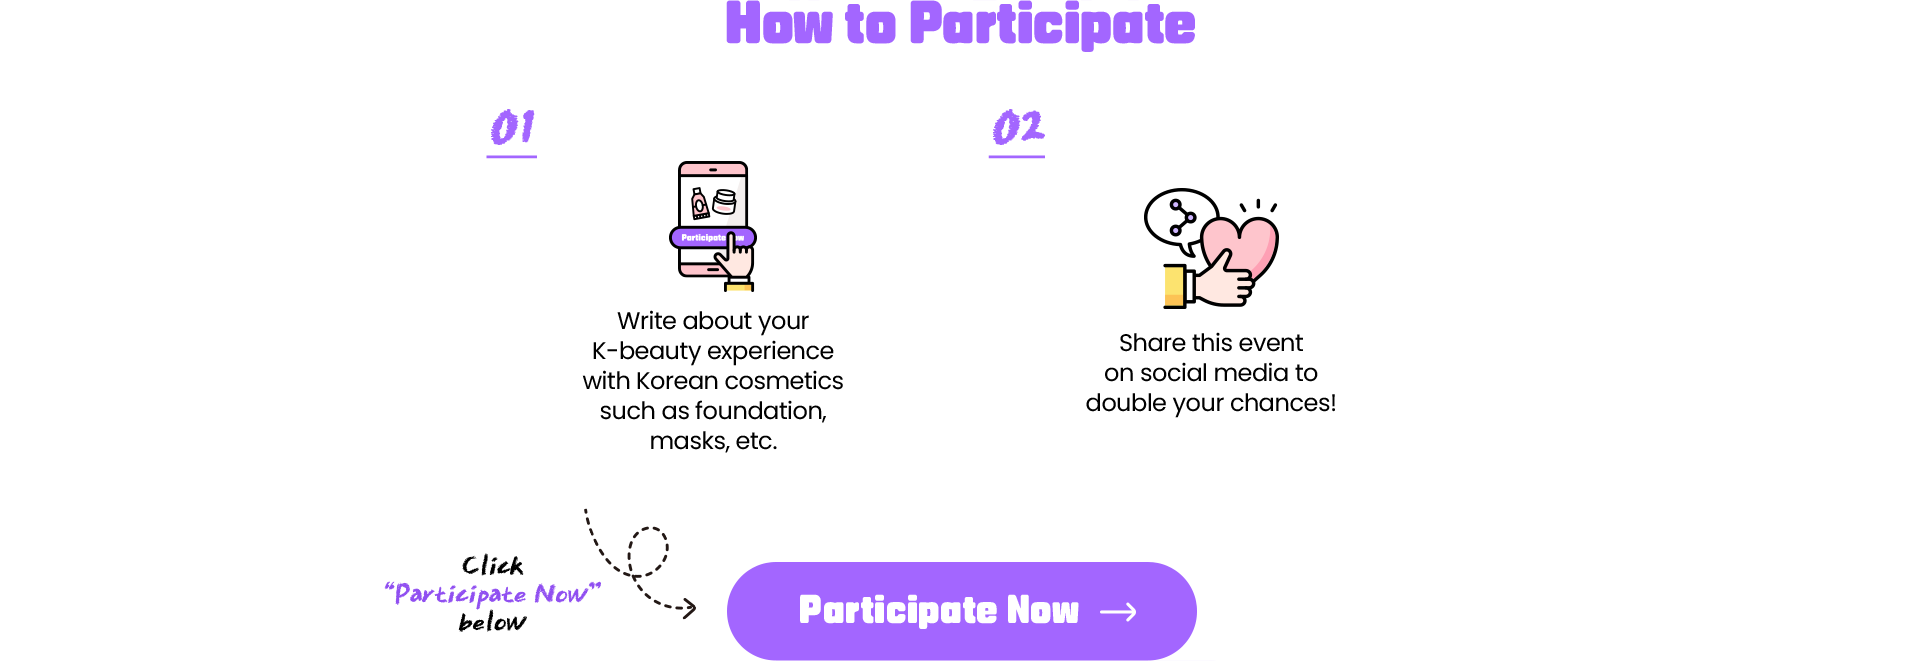 How to Participate
01
Participate
Write about your
K-beauty experience
with Korean cosmetics
such as foundation,
masks, etc.
02
Share this event
on social media to
double your chances!
Click
“Participate Now”
below
Participate Now